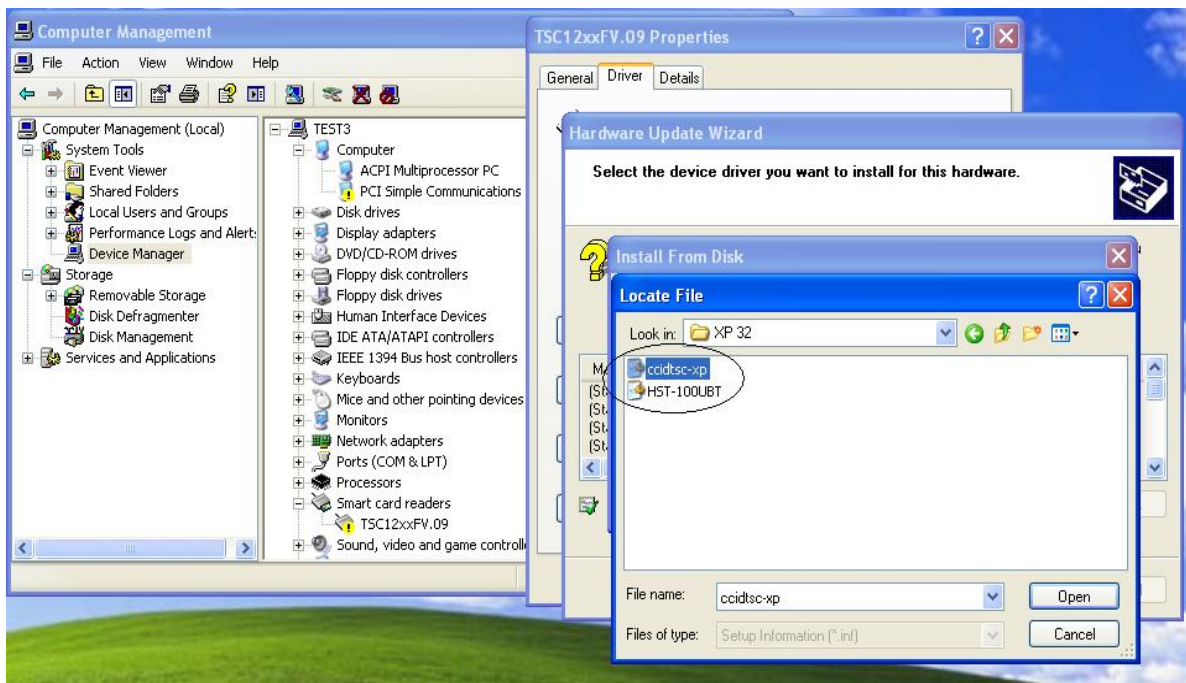 Computer Management
File Action View Window Help
Computer Management (Local)
System Tools
Event Viewer
Shared Folders
Local Users and Groups
Performance Logs and Alert
Device Manager
Storage
Removable Storage
Disk Defragmenter
Disk Management
Services and Applications
TEST3
Computer
ACPI Multiprocessor PC
PCI Simple Communications
Disk drives
Display adapters
DVD/CD-ROM drives
Floppy disk controllers
Floppy disk drives
Human Interface Devices
IDE ATA/ATAPI controllers
IEEE 1394 Bus host controllers
Keyboards
Mice and other pointing devices
Monitors
Network adapters
Ports (COM & LPT)
Processors
Smart card readers
TSC12xxFV.09
Sound, video and game controll
TSC12xxFV.09 Properties
General Driver Details
Hardware Update Wizard
Select the device driver you want to install for this hardware.
Install From Disk
Locate File
Look in: XP 32
ccidtsc-xp
HST-100UBT
File name: ccidtsc-xp
Open
Files of type: Setup Information (*.inf)
Cancel